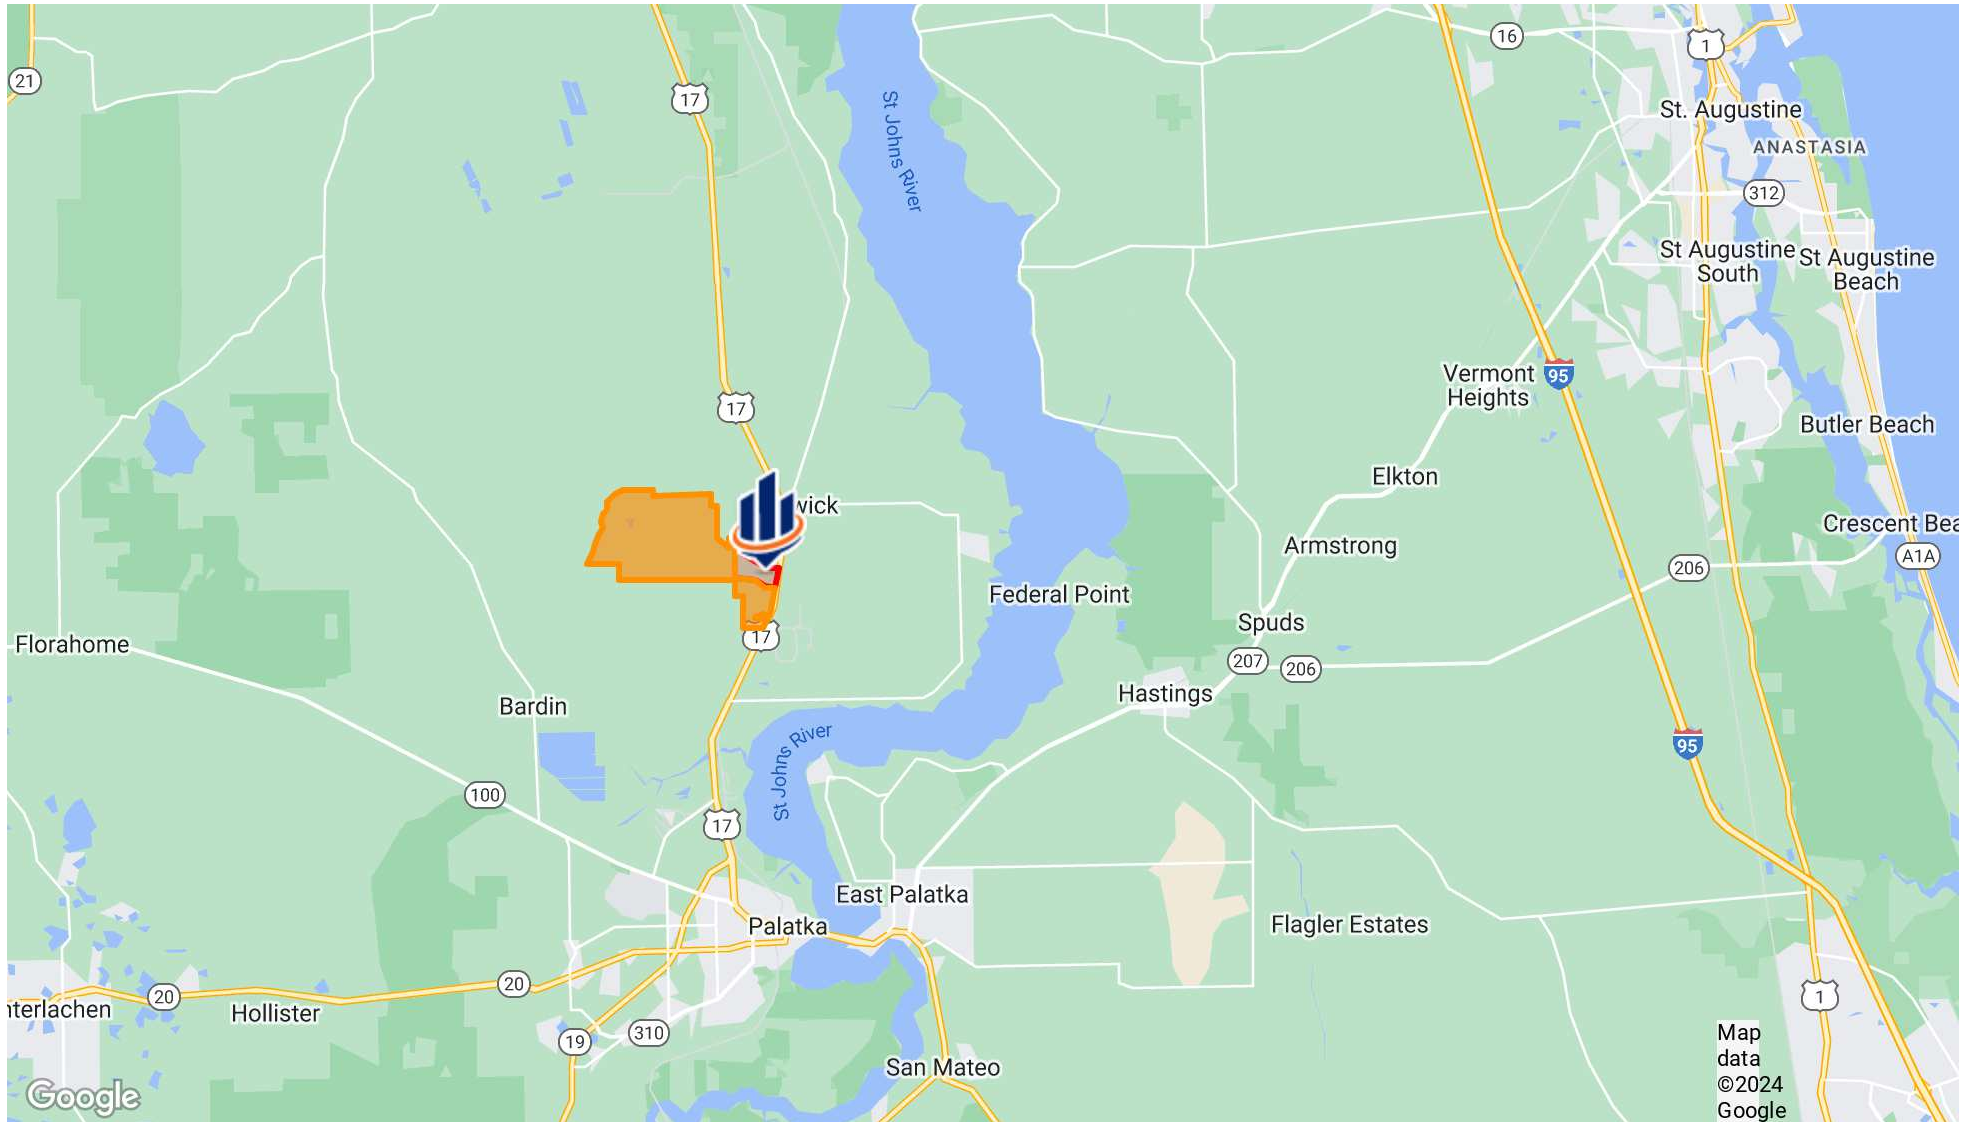 16
1
21
17
St Johns River
St. Augustine
ANASTASIA
312
St Augustine
South
St Augustine
Beach
Vermont
Heights
95
17
Butler Beach
Elkton
wick
Crescent Bea
Armstrong
A1A
206
Federal Point
Spuds
17
Florahome
207
206
Hastings
Bardin
St Johns River
95
100
17
East Palatka
Palatka
Flagler Estates
20
20
1
nterlachen
Hollister
310
19
San Mateo
Map
data
©2024
Google
Google